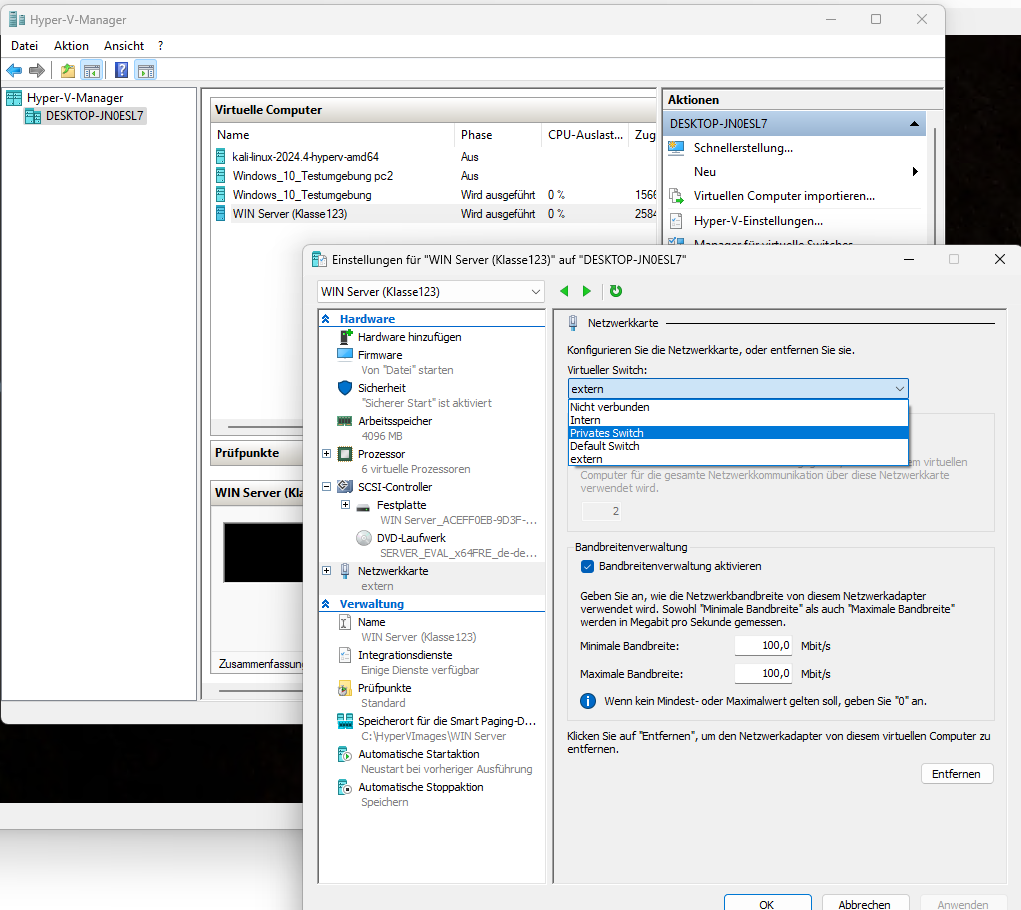 Hyper-V-Manager
Datei Aktion Ansicht ?
Hyper-V-Manager
DESKTOP-JN0ESL7
Virtuelle Computer
Name Phase CPU-Auslast... Zug
kali-linux-2024.4-hyperv-amd64 Aus
Windows_10_Testumgebung pc2 Aus
Windows_10_Testumgebung Wird ausgeführt 0 % 1566
WIN Server (Klasse123) Wird ausgeführt 0 % 2584
Prüfpunkte
WIN Server (Kla
Zusammenfassung
Aktionen
DESKTOP-JN0ESL7
Schnellerstellung...
Neu
Virtuellen Computer importieren...
Hyper-V-Einstellungen...
Manager für virtuelle Switches
Einstellungen für "WIN Server (Klasse123)" auf "DESKTOP-JN0ESL7"
WIN Server (Klasse123)
Hardware
Hardware hinzufügen
Firmware
Von "Datei" starten
Sicherheit
"Sicherer Start" ist aktiviert
Arbeitsspeicher
4096 MB
Prozessor
6 virtuelle Prozessoren
SCSI-Controller
Festplatte
WIN Server_ACEFF0EB-9D3F-...
DVD-Laufwerk
SERVER_EVAL_x64FRE_de-de...
Netzwerkkarte
extern
Verwaltung
Name
WIN Server (Klasse123)
Integrationsdienste
Einige Dienste verfügbar
Prüfpunkte
Standard
Speicherort für die Smart Paging-D...
C:\HyperVImages\WIN Server
Automatische Startaktion
Neustart bei vorheriger Ausführung
Automatische Stoppaktion
Speichern
Netzwerkkarte
Konfigurieren Sie die Netzwerkkarte, oder entfernen Sie sie.
Virtueller Switch:
extern
Nicht verbunden
Intern
Privates Switch
Default Switch
extern
em virtuellen
Computer für die gesamte Netzwerkkommunikation über diese Netzwerkkarte
verwendet wird.
2
Bandbreitenverwaltung
Bandbreitenverwaltung aktivieren
Geben Sie an, wie die Netzwerkbandbreite von diesem Netzwerkadapter
verwendet wird. Sowohl "Minimale Bandbreite" als auch "Maximale Bandbreite"
werden in Megabit pro Sekunde gemessen.
Minimale Bandbreite: 100,0 Mbit/s
Maximale Bandbreite: 100,0 Mbit/s
Wenn kein Mindest- oder Maximalwert gelten soll, geben Sie "0" an.
Klicken Sie auf "Entfernen", um den Netzwerkadapter von diesem virtuellen Computer zu
entfernen.
Entfernen
OK Abbrechen Anwenden